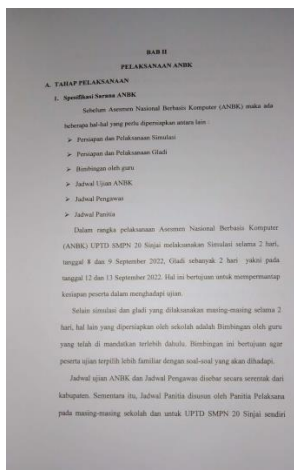 BAB II
PELAKSANAAN ANBK
A. TAHAP PELAKSANAAN
1. Spesifikasi Sarana ANBK
Sebelum Asesmen Nasional Berbasis Komputer (ANBK) maka ada
beberapa hal-hal yang perlu dipersiapkan antara lain :
➢ Persiapan dan Pelaksanaan Simulasi
➢ Persiapan dan Pelaksanaan Gladi
➢ Bimbingan oleh guru
➢ Jadwal Ujian ANBK
➢ Jadwal Pengawas
➢ Jadwal Panitia
Dalam rangka pelaksanaan Asesmen Nasional Berbasis Komputer
(ANBK) UPTD SMPN 20 Sinjai melaksanakan Simulasi selama 2 hari,
tanggal 8 dan 9 September 2022, Gladi sebanyak 2 hari yakni pada
tanggal 12 dan 13 September 2022. Hal ini bertujuan untuk mempermantap
kesiapan peserta dalam menghadapi ujian.
Selain simulasi dan gladi yang dilaksanakan masing-masing selama 2
hari, hal lain yang dipersiapkan oleh sekolah adalah Bimbingan oleh guru
yang telah di mandatkan terlebih dahulu. Bimbingan ini bertujuan agar
peserta ujian terpilih lebih familiar dengan soal-soal yang akan dihadapi.
Jadwal ujian ANBK dan Jadwal Pengawas disebar secara serentak dari
kabupaten. Sementara itu, Jadwal Panitia disusun oleh Panitia Pelaksana
pada masing-masing sekolah dan untuk UPTD SMPN 20 Sinjai sendiri